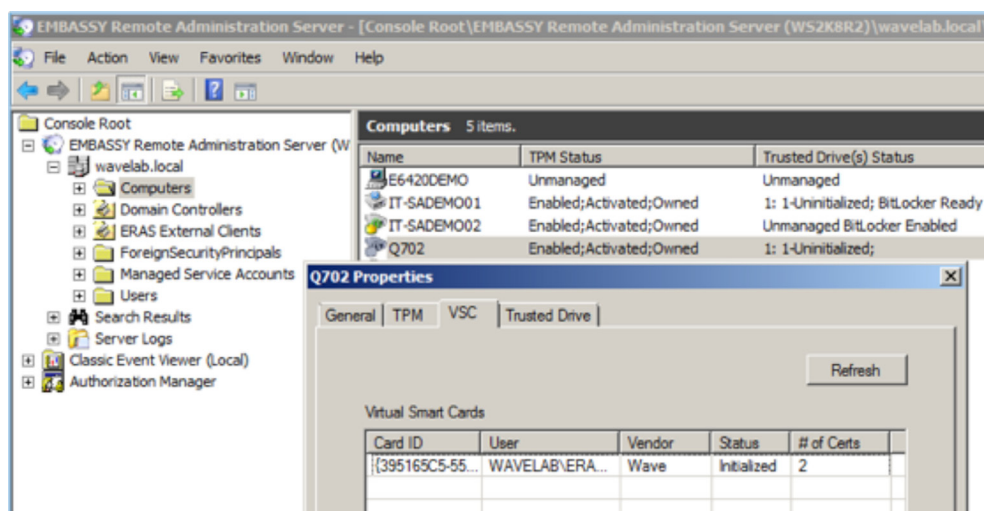 EMBASSY Remote Administration Server - [Console Root\EMBASSY Remote Administration Server (WS2K8R2)\wavelab.local\
File Action View Favorites Window Help
Console Root
EMBASSY Remote Administration Server (W
wavelab.local
Computers
Domain Controllers
ERAS External Clients
ForeignSecurityPrincipals
Managed Service Accounts
Users
Search Results
Server Logs
Classic Event Viewer (Local)
Authorization Manager
Computers 5 items.
Name TPM Status Trusted Drive(s) Status
E6420DEMO Unmanaged Unmanaged
IT-SADEMO01 Enabled;Activated;Owned 1: 1-Uninitialized; BitLocker Ready
IT-SADEMO02 Enabled;Activated;Owned Unmanaged BitLocker Enabled
Q702 Enabled;Activated;Owned 1: 1-Uninitialized;
Q702 Properties
General TPM VSC Trusted Drive
Refresh
Virtual Smart Cards
Card ID User Vendor Status # of Certs
{395165C5-55... WAVELAB\ERA... Wave Initialized 2